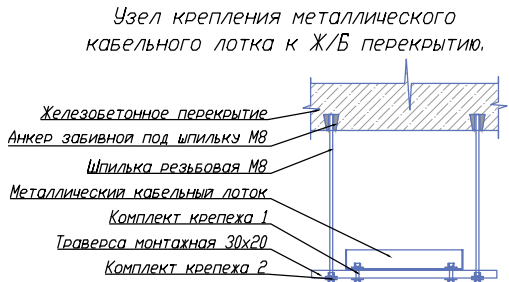 Узел крепления металлического
кабельного лотка к Ж/Б перекрытию.
Железобетонное перекрытие
Анкер забивной под шпильку М8
Шпилька резьбовая М8
Металлический кабельный лоток
Комплект крепежа 1
Траверса монтажная 30х20
Комплект крепежа 2